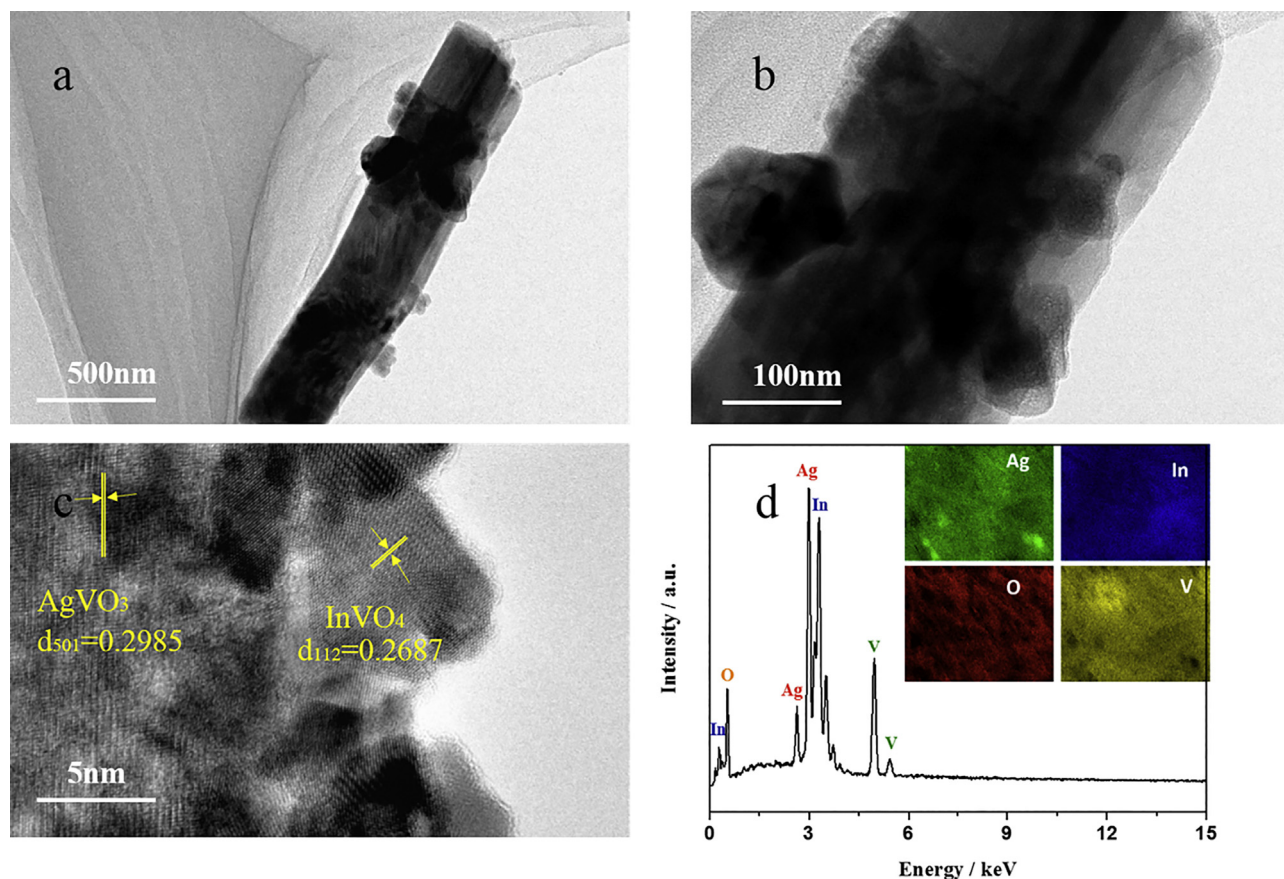 a
500nm
b
100nm
c
AgVO₃
d₅₀₁=0.2985
InVO₄
d₁₁₂=0.2687
5nm
d
Ag
In
O
V
Ag
In
Ag
O
In
V
V
Intensity / a.u.
0 3 6 9 12 15
Energy / keV